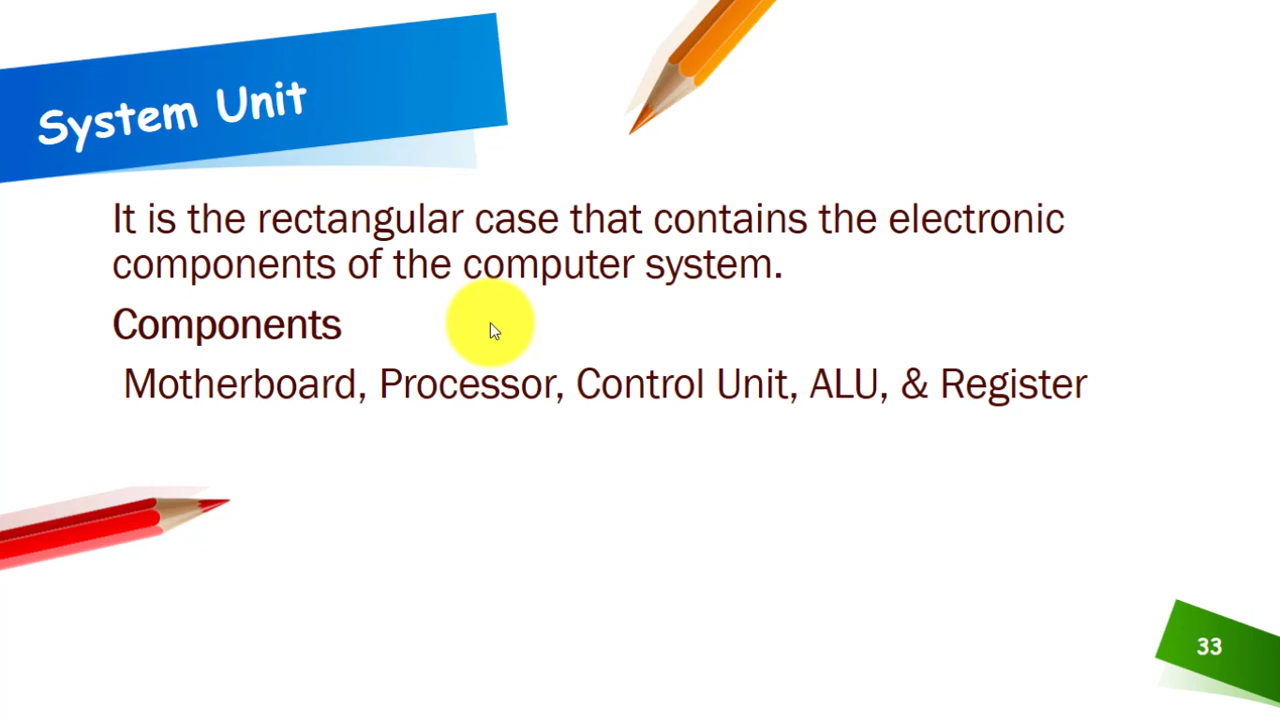 System Unit
It is the rectangular case that contains the electronic
components of the computer system.
Components
Motherboard, Processor, Control Unit, ALU, & Register
33